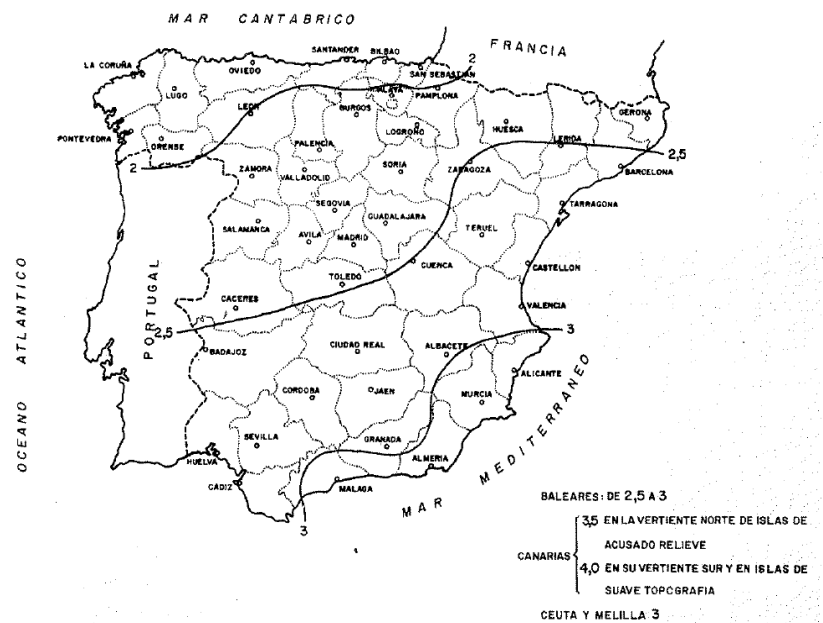 MAR CANTABRICO
FRANCIA
LA CORUÑA
OVIEDO
SANTANDER
BILBAO
SAN SEBASTIAN
2
LUGO
LEON
BURGOS
PAMPLONA
HUESCA
GERONA
PONTEVEDRA
ORENSE
PALENCIA
LOGROÑO
LERIDA
2
ZAMORA
VALLADOLID
SORIA
ZARAGOZA
2,5
BARCELONA
SEGOVIA
TARRAGONA
SALAMANCA
AVILA
MADRID
GUADALAJARA
TERUEL
TOLEDO
CUENCA
CASTELLON
CACERES
VALENCIA
OCEANO ATLANTICO
PORTUGAL
2,5
BADAJOZ
CIUDAD REAL
ALBACETE
3
ALICANTE
CORDOBA
JAEN
MURCIA
SEVILLA
GRANADA
HUELVA
ALMERIA
CADIZ
MALAGA
MAR MEDITERRANEO
3
BALEARES: DE 2,5 A 3
CANARIAS
3,5 EN LA VERTIENTE NORTE DE ISLAS DE
ACUSADO RELIEVE
4,0 EN SU VERTIENTE SUR Y EN ISLAS DE
SUAVE TOPOGRAFIA
CEUTA Y MELILLA 3